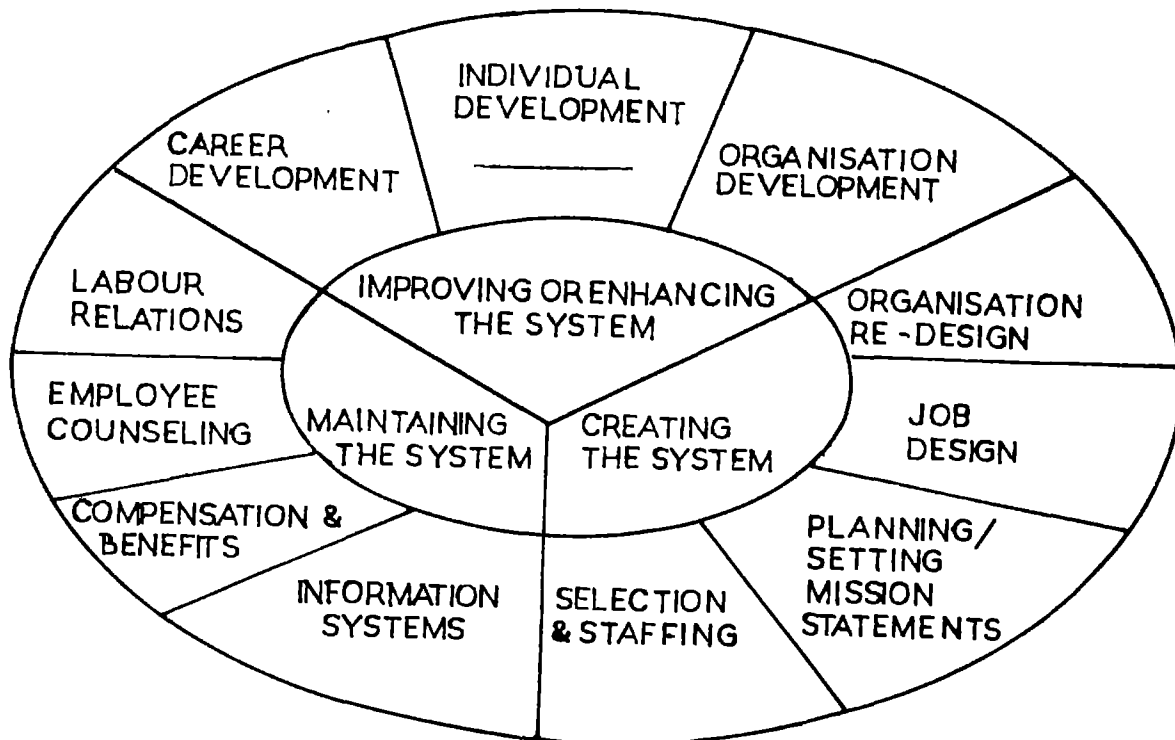 INDIVIDUAL
DEVELOPMENT
CAREER
DEVELOPMENT
ORGANISATION
DEVELOPMENT
LABOUR
RELATIONS
IMPROVING OR ENHANCING
THE SYSTEM
ORGANISATION
RE-DESIGN
EMPLOYEE
COUNSELING
MAINTAINING
THE SYSTEM
CREATING
THE SYSTEM
JOB
DESIGN
COMPENSATION &
BENEFITS
PLANNING/
SETTING
MISSION
STATEMENTS
INFORMATION
SYSTEMS
SELECTION
& STAFFING